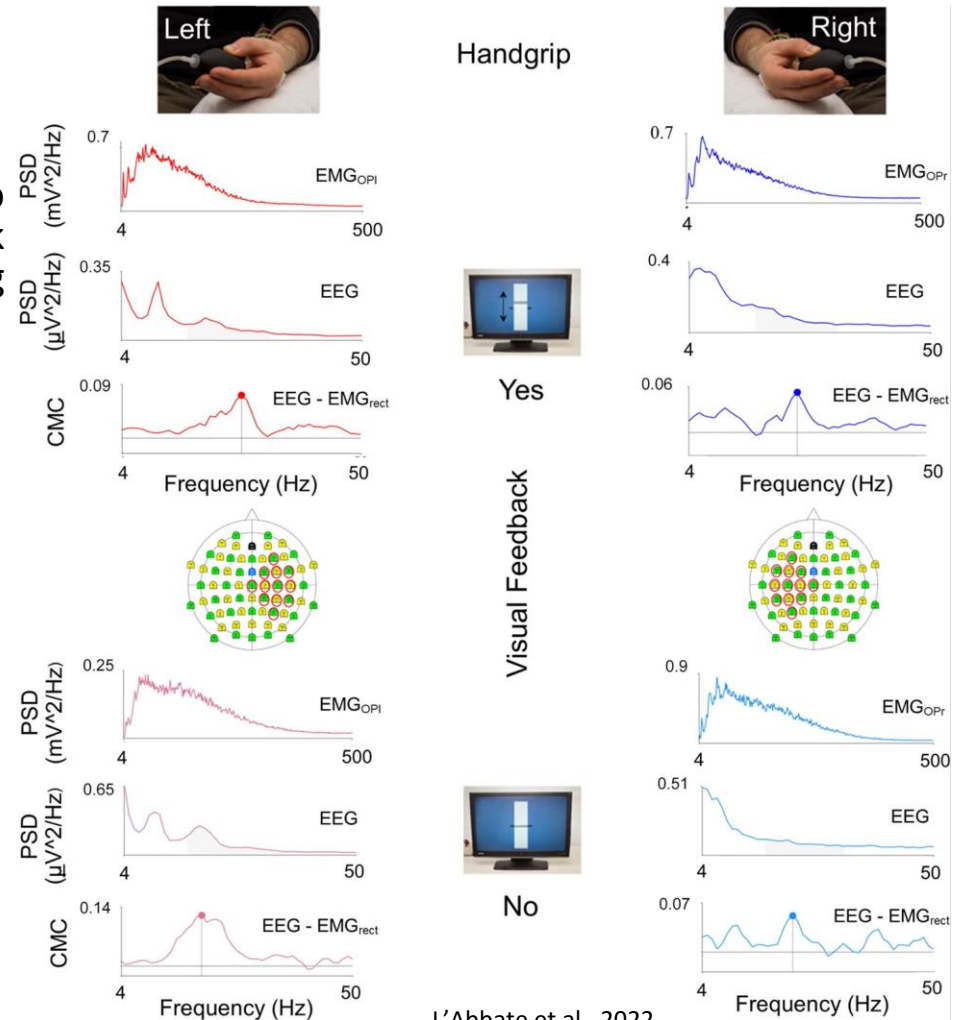 Left
Handgrip
Right
PSD
(mV^2/Hz)
0.7
EMGOPl
4
500
0.7
EMGOPr
4
500
PSD
(µV^2/Hz)
0.35
EEG
4
50
0.4
EEG
4
50
CMC
0.09
EEG - EMGrect
4
50
Frequency (Hz)
Yes
0.06
EEG - EMGrect
4
50
Frequency (Hz)
Visual Feedback
PSD
(mV^2/Hz)
0.25
EMGOPl
4
500
0.9
EMGOPr
4
500
PSD
(µV^2/Hz)
0.65
EEG
4
50
0.51
EEG
4
50
No
CMC
0.14
EEG - EMGrect
4
50
Frequency (Hz)
0.07
EEG - EMGrect
4
50
Frequency (Hz)
L'Abbate et al., 2022